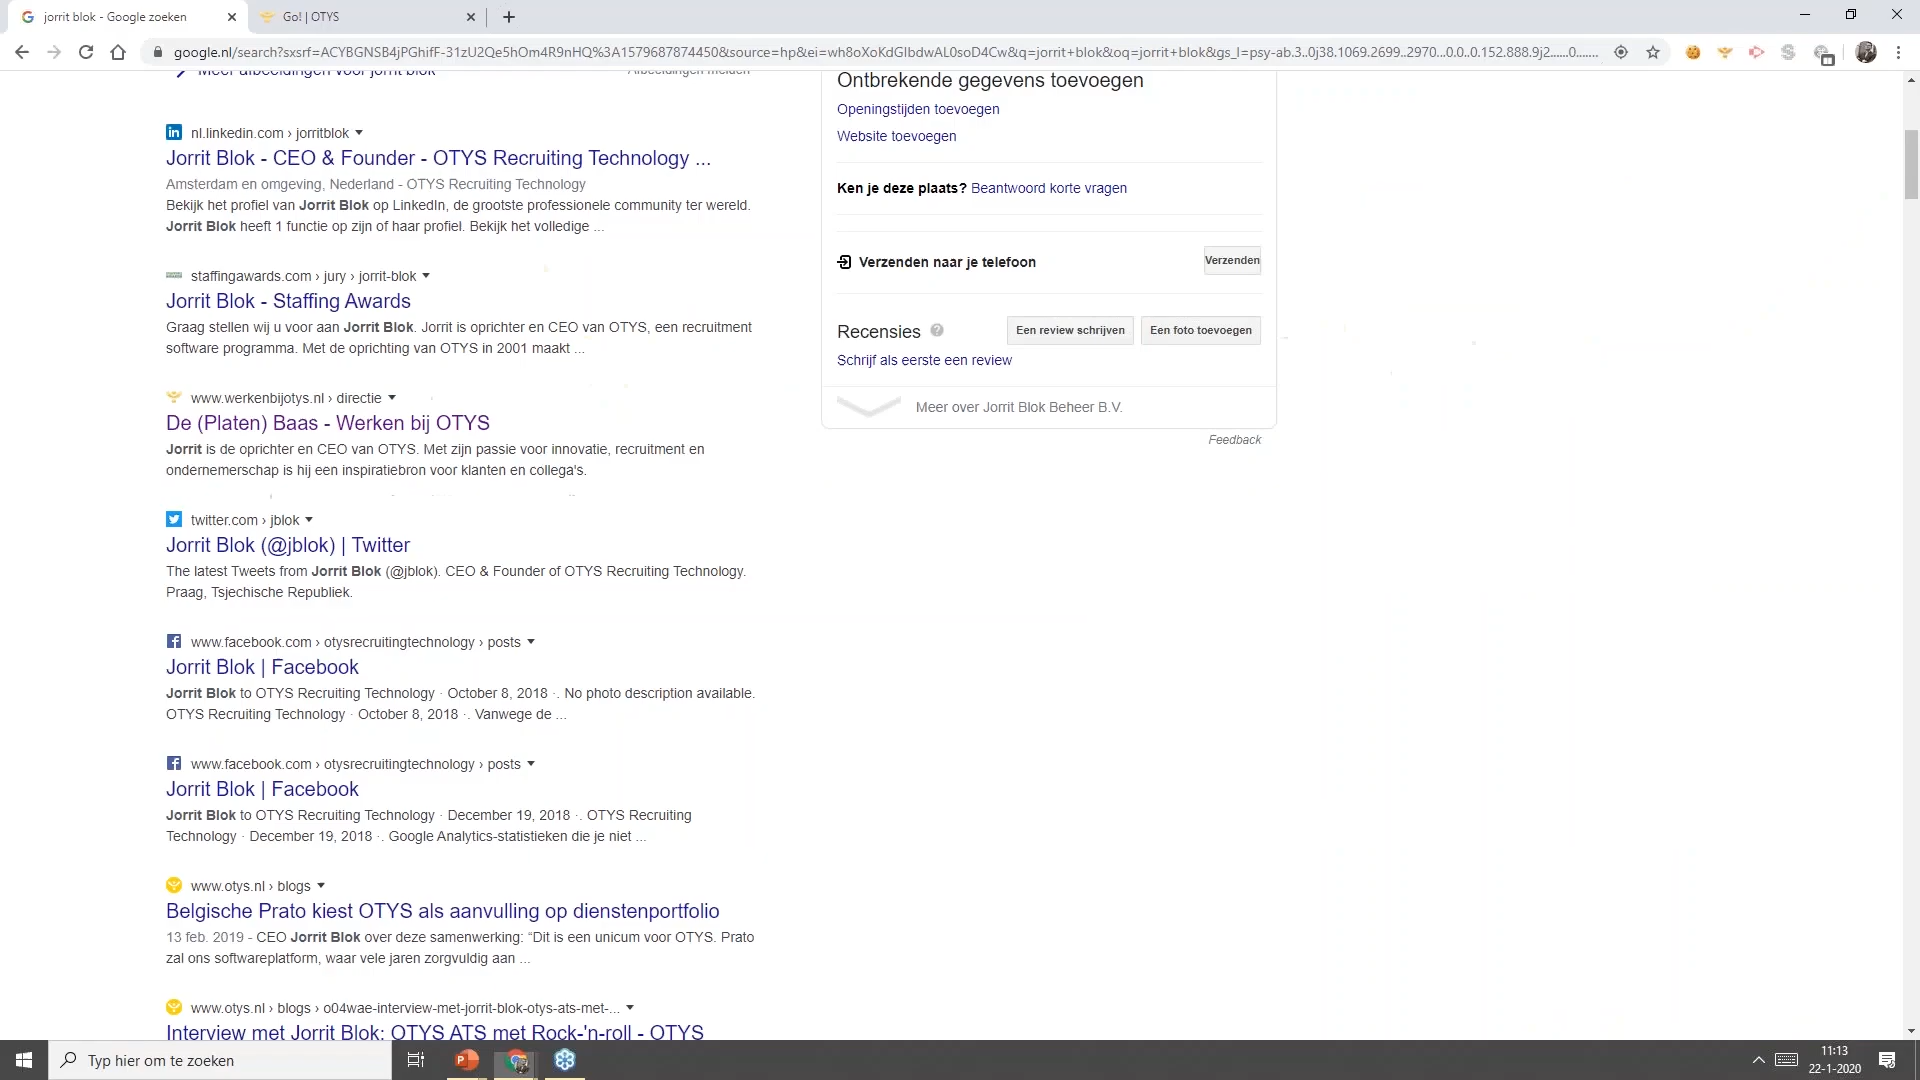 jorrit blok - Google zoeken
Go! | OTYS
google.nl/search?sxsrf=ACYBGNSB4jPGhifF-31zU2Qe5hOm4R9nHQ%3A1579687874450&source=hp&ei=wh8oXoKdGIbdwAL0soD4Cw&q=jorrit+blok&oq=jorrit+blok&gs_l=psy-ab.3..0j38.1069.2699..2970...0.0..0.152.888.9j2......0.......
Meer afbeeldingen voor jorrit blok
Afbeeldingen melden
nl.linkedin.com › jorritblok
Jorrit Blok - CEO & Founder - OTYS Recruiting Technology ...
Amsterdam en omgeving, Nederland - OTYS Recruiting Technology
Bekijk het profiel van Jorrit Blok op LinkedIn, de grootste professionele community ter wereld.
Jorrit Blok heeft 1 functie op zijn of haar profiel. Bekijk het volledige ...
staffingawards.com › jury › jorrit-blok
Jorrit Blok - Staffing Awards
Graag stellen wij u voor aan Jorrit Blok. Jorrit is oprichter en CEO van OTYS, een recruitment
software programma. Met de oprichting van OTYS in 2001 maakt ...
www.werkenbijotys.nl › directie
De (Platen) Baas - Werken bij OTYS
Jorrit is de oprichter en CEO van OTYS. Met zijn passie voor innovatie, recruitment en
ondernemerschap is hij een inspiratiebron voor klanten en collega's.
twitter.com › jblok
Jorrit Blok (@jblok) | Twitter
The latest Tweets from Jorrit Blok (@jblok). CEO & Founder of OTYS Recruiting Technology.
Praag, Tsjechische Republiek.
www.facebook.com › otysrecruitingtechnology › posts
Jorrit Blok | Facebook
Jorrit Blok to OTYS Recruiting Technology · October 8, 2018 ·. No photo description available.
OTYS Recruiting Technology · October 8, 2018 ·. Vanwege de ...
www.facebook.com › otysrecruitingtechnology › posts
Jorrit Blok | Facebook
Jorrit Blok to OTYS Recruiting Technology · December 19, 2018 ·. OTYS Recruiting
Technology · December 19, 2018 ·. Google Analytics-statistieken die je niet ...
www.otys.nl › blogs
Belgische Prato kiest OTYS als aanvulling op dienstenportfolio
13 feb. 2019 - CEO Jorrit Blok over deze samenwerking: “Dit is een unicum voor OTYS. Prato
zal ons softwareplatform, waar vele jaren zorgvuldig aan ...
www.otys.nl › blogs › o04wae-interview-met-jorrit-blok-otys-ats-met-...
Interview met Jorrit Blok: OTYS ATS met Rock-'n-roll - OTYS
Ontbrekende gegevens toevoegen
Openingstijden toevoegen
Website toevoegen
Ken je deze plaats? Beantwoord korte vragen
Verzenden naar je telefoon
Verzenden
Recensies
Een review schrijven
Een foto toevoegen
Schrijf als eerste een review
Meer over Jorrit Blok Beheer B.V.
Feedback
Typ hier om te zoeken
11:13
22-1-2020